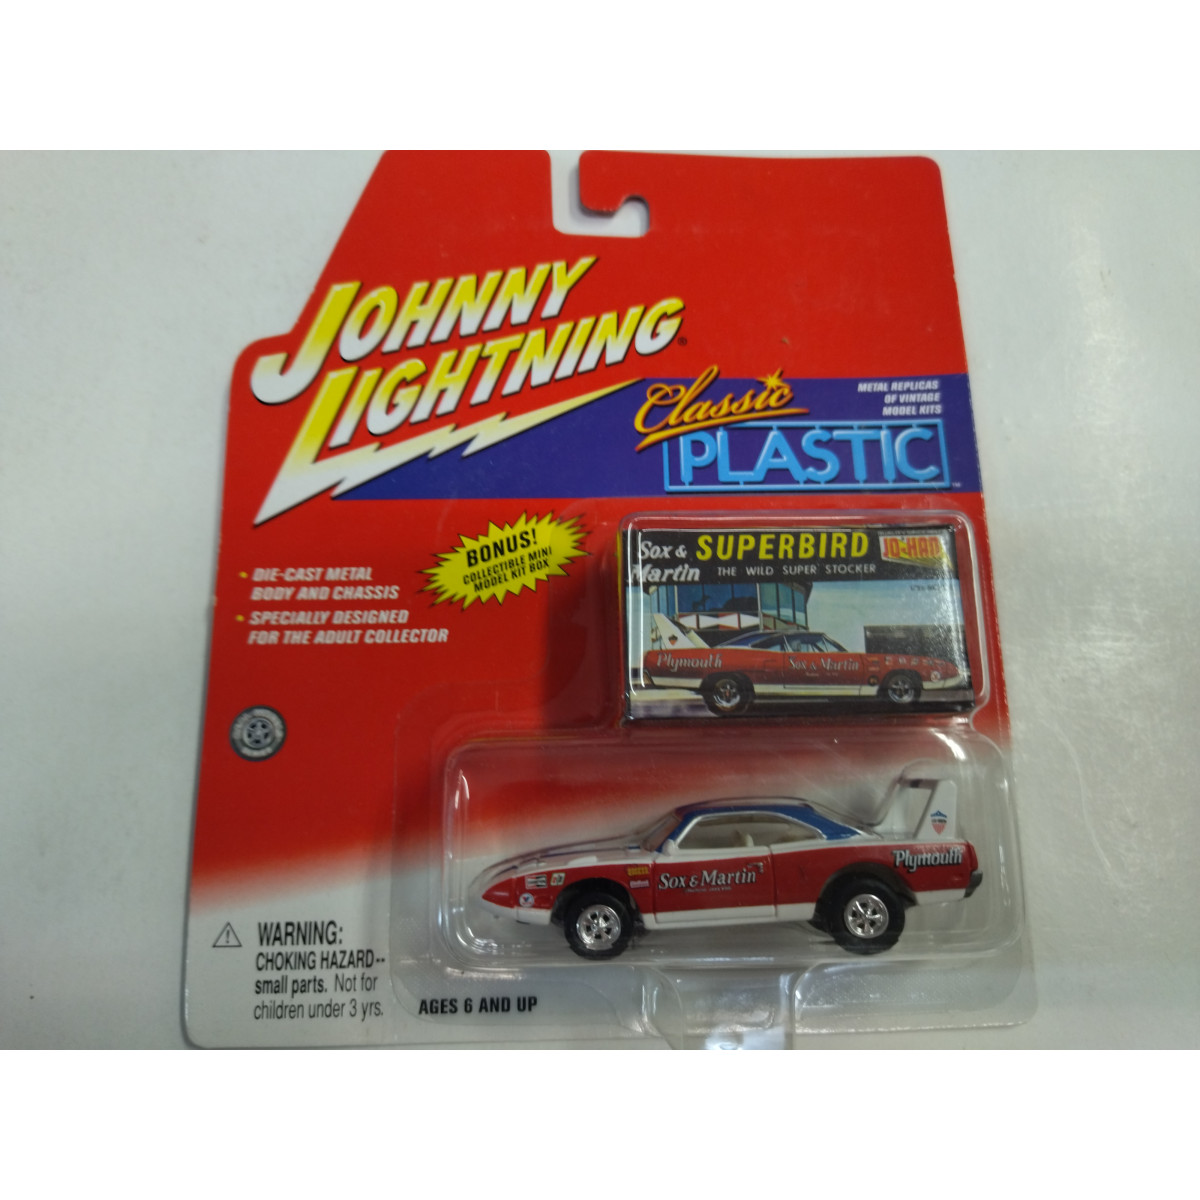 JOHNNY
LIGHTNING®
Classic
PLASTIC™
METAL REPLICAS
OF VINTAGE
MODEL KITS
BONUS!
COLLECTIBLE MINI
MODEL KIT BOX
• DIE-CAST METAL
BODY AND CHASSIS
• SPECIALLY DESIGNED
FOR THE ADULT COLLECTOR
Sox &
Martin
SUPERBIRD
JO-HAN
THE WILD SUPER STOCKER
Plymouth
Sox & Martin
Sox & Martin
Plymouth
WARNING:
CHOKING HAZARD--
small parts. Not for
children under 3 yrs.
AGES 6 AND UP